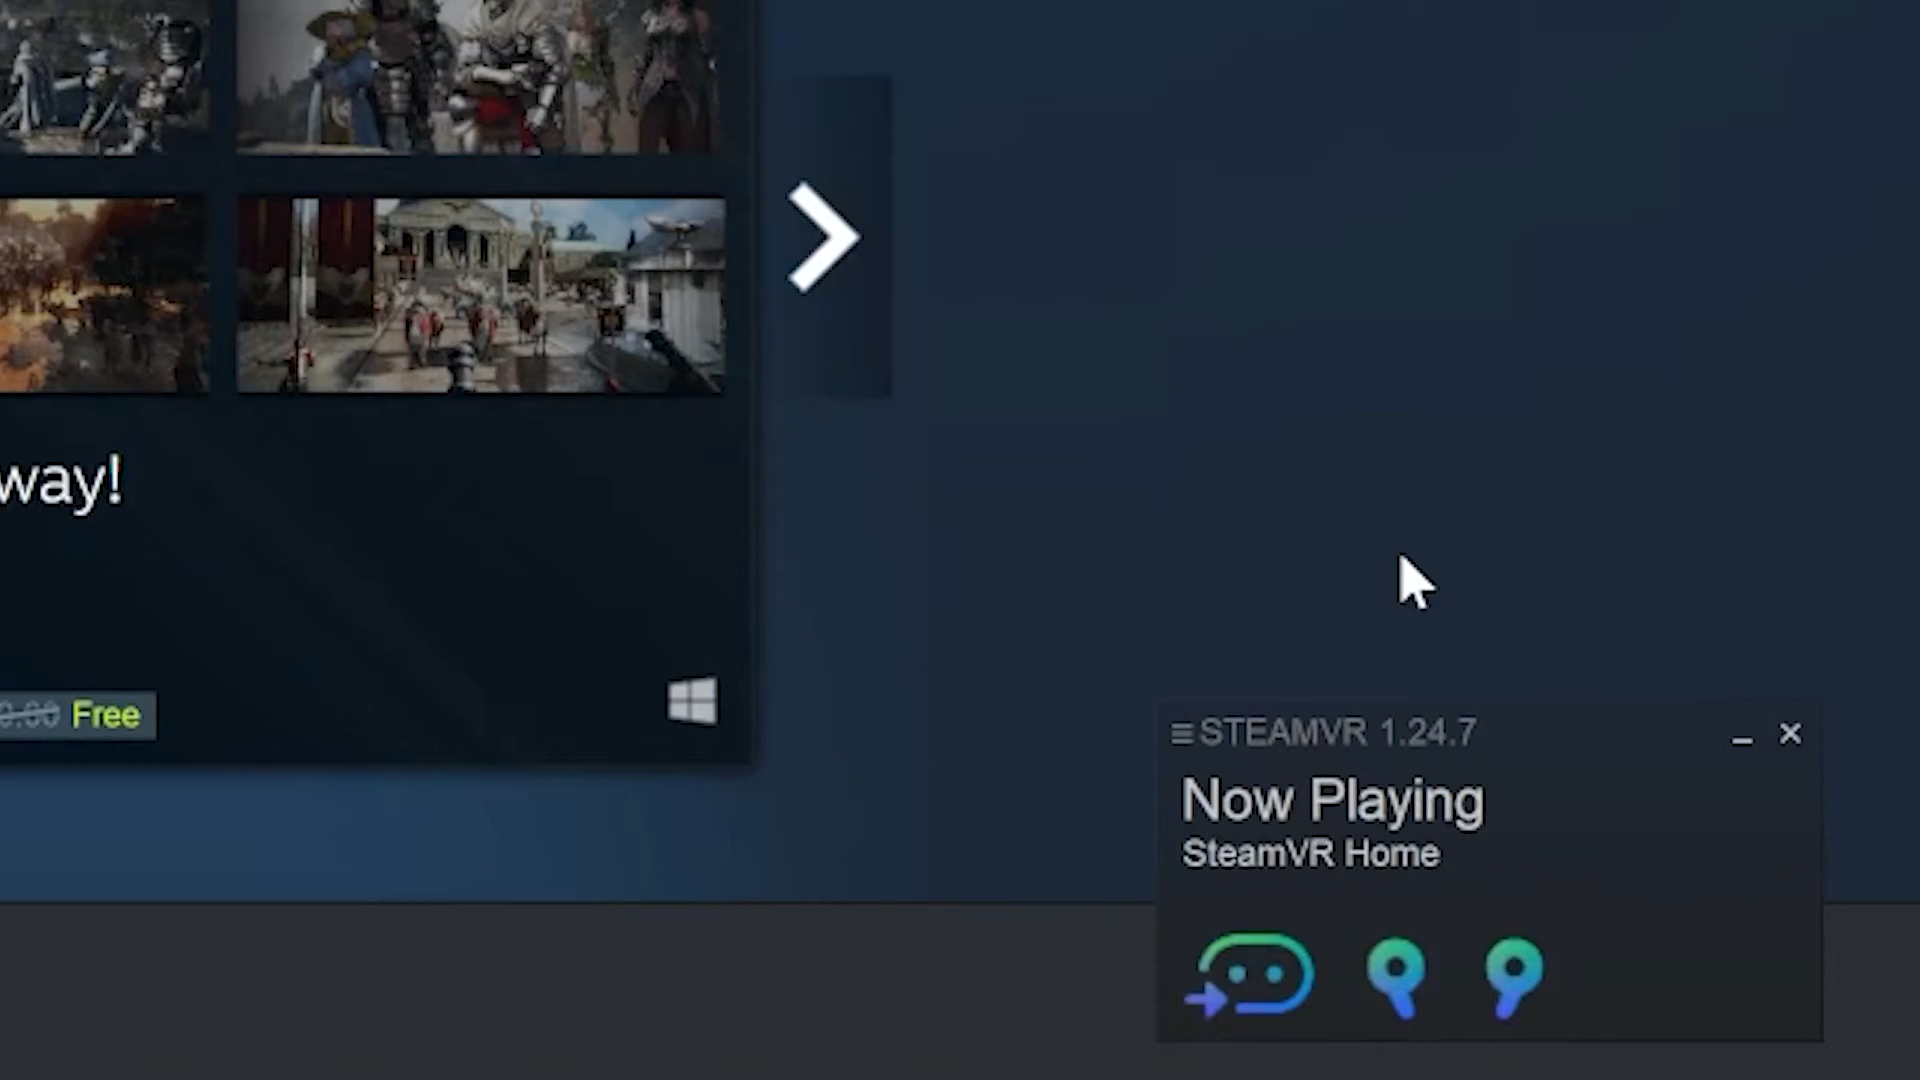 way!
Free
STEAMVR 1.24.7
Now Playing
SteamVR Home